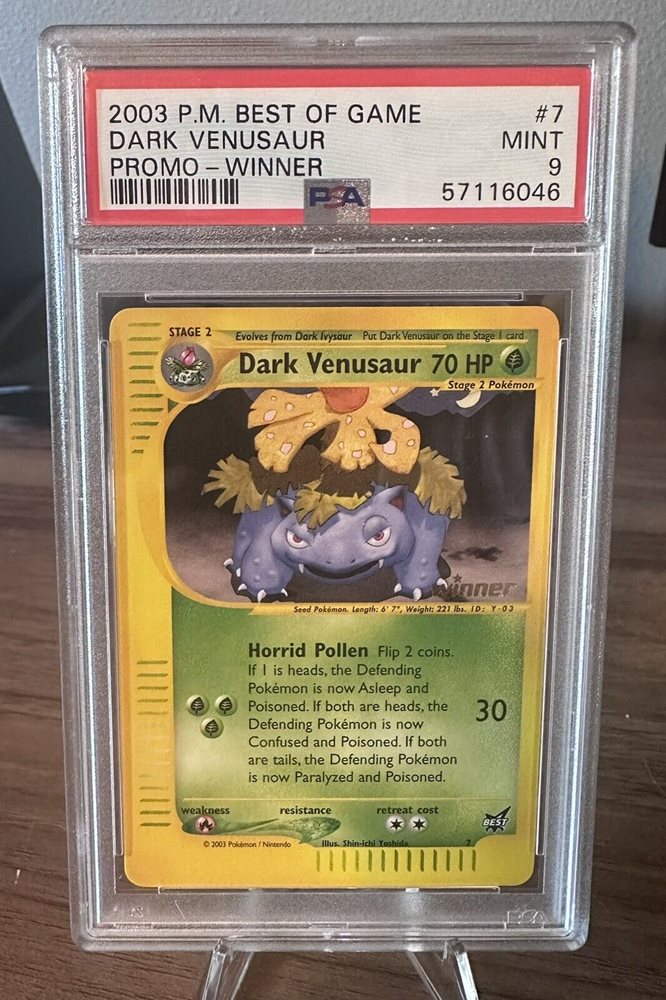 2003 P.M. BEST OF GAME #7
DARK VENUSAUR MINT
PROMO – WINNER 9
PSA 57116046
STAGE 2 Evolves from Dark Ivysaur Put Dark Venusaur on the Stage 1 card
Dark Venusaur 70 HP
Stage 2 Pokémon
Winner
Seed Pokémon. Length: 6' 7", Weight: 221 lbs. ID: Y-03
Horrid Pollen Flip 2 coins.
If 1 is heads, the Defending
Pokémon is now Asleep and
Poisoned. If both are heads, the
Defending Pokémon is now
Confused and Poisoned. If both
are tails, the Defending Pokémon
is now Paralyzed and Poisoned.
30
weakness resistance retreat cost
BEST
© 2003 Pokémon / Nintendo Illus. Shin-ichi Yoshida 7